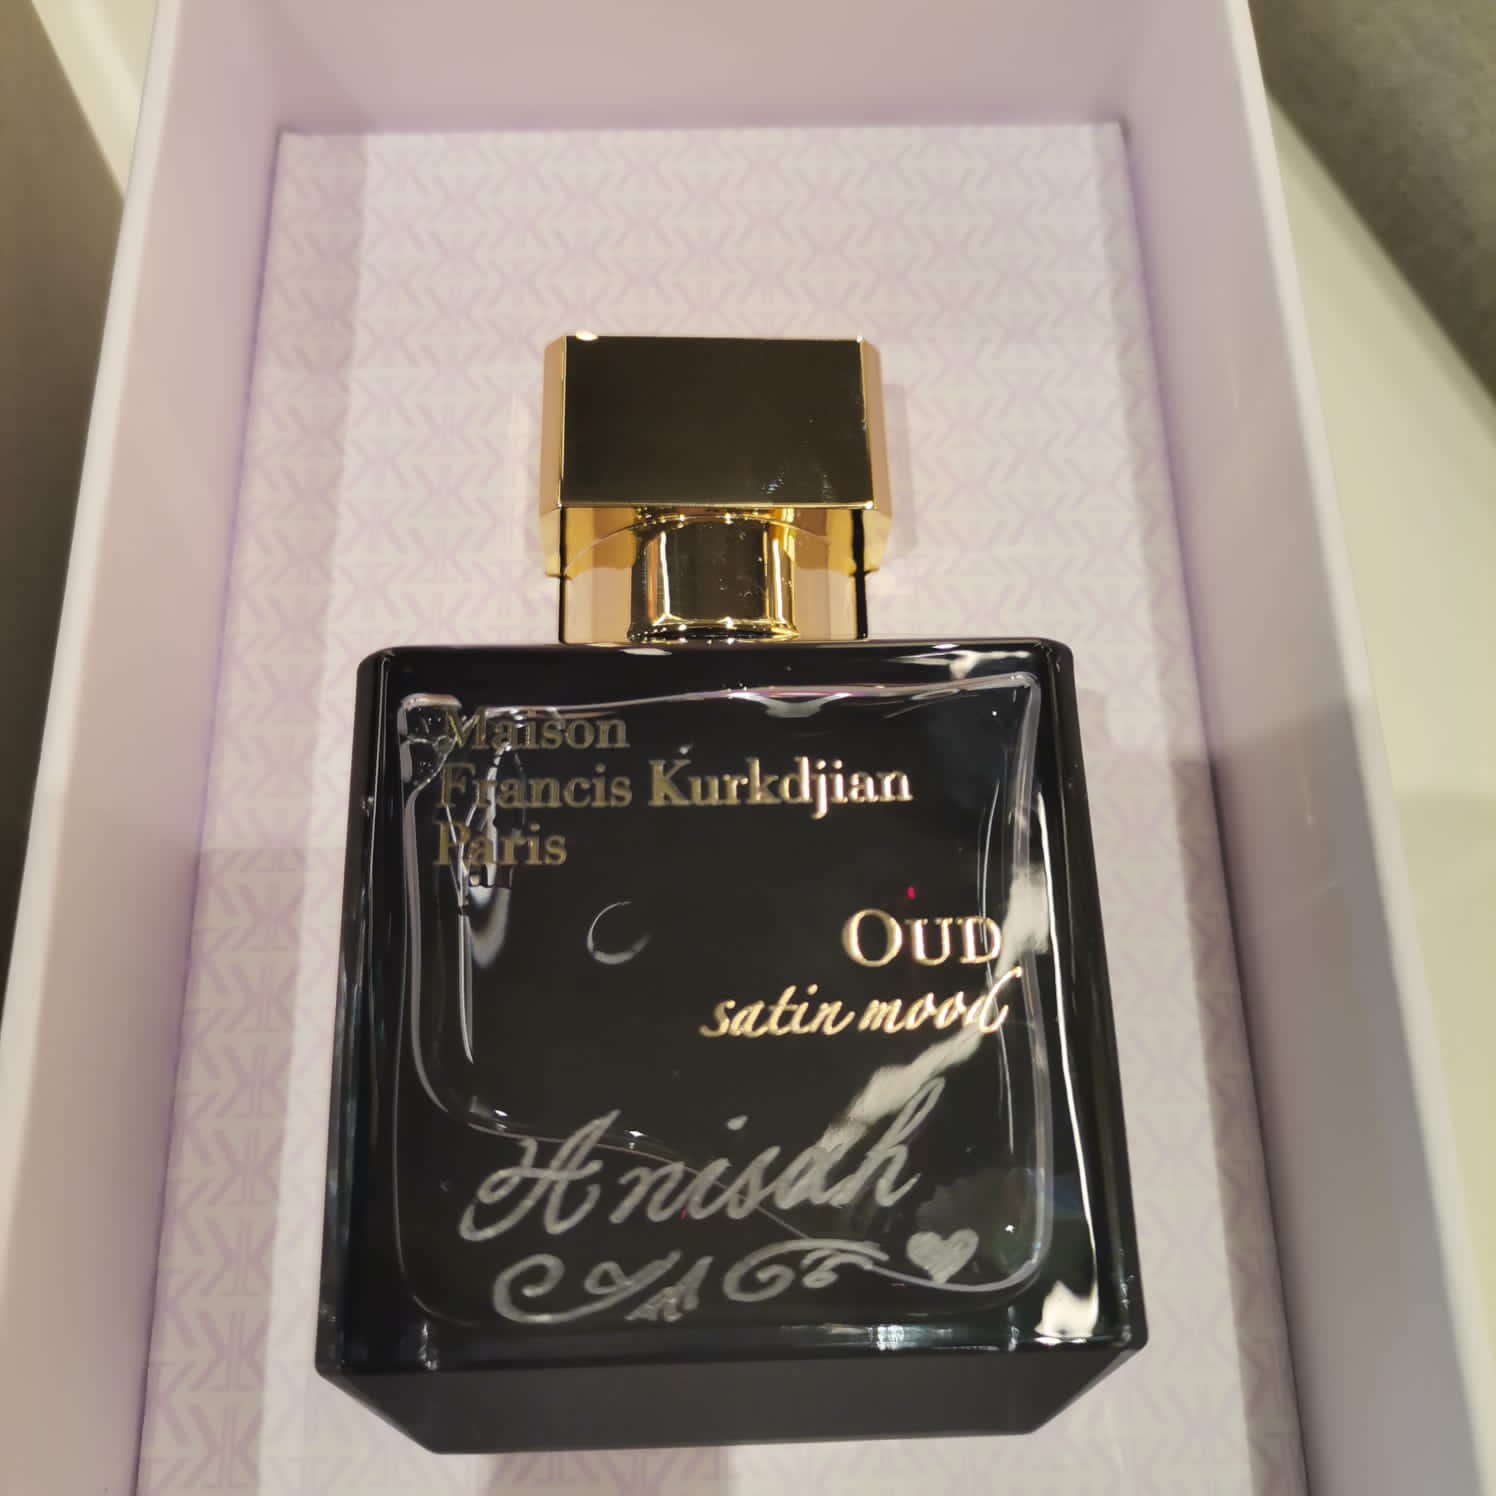 Maison
Francis Kurkdjian
Paris
OUD
satin mood
Anisah